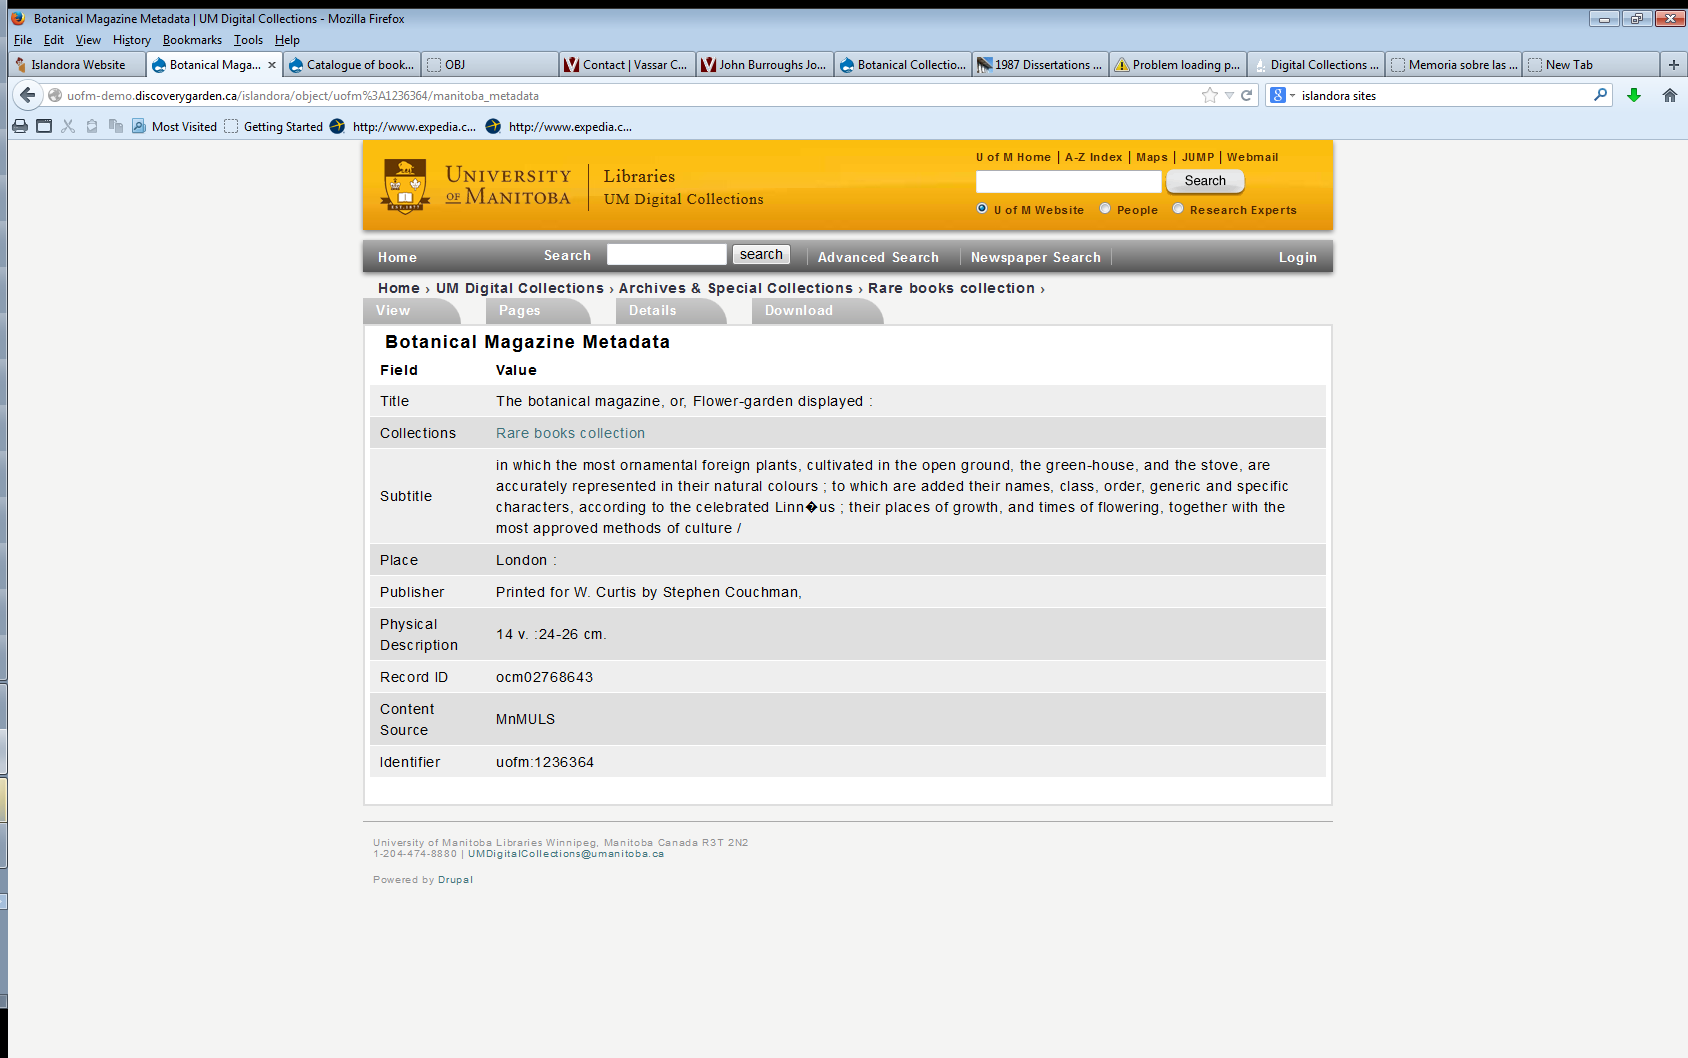 Botanical Magazine Metadata | UM Digital Collections - Mozilla Firefox
File Edit View History Bookmarks Tools Help
Islandora Website Botanical Maga... Catalogue of book... OBJ Contact | Vassar C... John Burroughs Jo... Botanical Collectio... 1987 Dissertations ... Problem loading p... Digital Collections ... Memoria sobre las ... New Tab
uofm-demo.discoverygarden.ca/islandora/object/uofm%3A1236364/manitoba_metadata islandora sites
Most Visited Getting Started http://www.expedia.c... http://www.expedia.c...
U of M Home | A-Z Index | Maps | JUMP | Webmail
UNIVERSITY OF MANITOBA
Libraries
UM Digital Collections
Search
U of M Website People Research Experts
Home Search search Advanced Search Newspaper Search Login
Home › UM Digital Collections › Archives & Special Collections › Rare books collection ›
View Pages Details Download
Botanical Magazine Metadata
Field Value
Title The botanical magazine, or, Flower-garden displayed :
Collections Rare books collection
Subtitle in which the most ornamental foreign plants, cultivated in the open ground, the green-house, and the stove, are
accurately represented in their natural colours ; to which are added their names, class, order, generic and specific
characters, according to the celebrated Linn�us ; their places of growth, and times of flowering, together with the
most approved methods of culture /
Place London :
Publisher Printed for W. Curtis by Stephen Couchman,
Physical Description 14 v. :24-26 cm.
Record ID ocm02768643
Content Source MnMULS
Identifier uofm:1236364
University of Manitoba Libraries Winnipeg, Manitoba Canada R3T 2N2
1-204-474-8880 | UMDigitalCollections@umanitoba.ca
Powered by Drupal